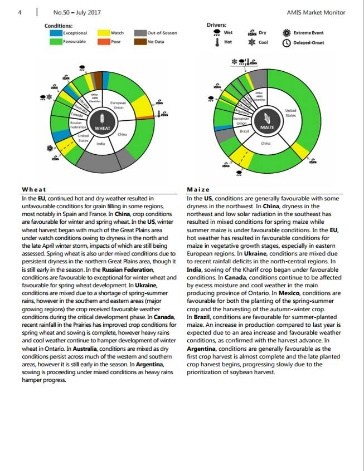 4 | No.50 – July 2017 AMIS Market Monitor
Conditions:
Exceptional Watch Out of Season
Favourable Poor No Data
Drivers:
Wet Dry Extreme Event
Hot Cool Delayed-Onset
European
Union
China
India
United
States
Russian
Federation
WHEAT
United
States
China
Brazil
European
Union
MAIZE
Wheat
In the EU, continued hot and dry weather resulted in
unfavourable conditions for grain filling in some regions,
most notably in Spain and France. In China, crop conditions
are favourable for winter and spring wheat. In the US, winter
wheat harvest began with much of the Great Plains area
under watch conditions owing to dryness in the north and
the late April winter storm, impacts of which are still being
assessed. Spring wheat is also under mixed conditions due to
persistent dryness in the northern Great Plains area, though it
is still early in the season. In the Russian Federation,
conditions are favourable to exceptional for winter wheat and
favourable for spring wheat development. In Ukraine,
conditions are mixed due to a shortage of spring-summer
rains, however in the southern and eastern areas (major
growing regions) the crop received favourable weather
conditions during the critical development phase. In Canada,
recent rainfall in the Prairies has improved crop conditions for
spring wheat and sowing is complete, however heavy rains
and cool weather continue to hamper development of winter
wheat in Ontario. In Australia, conditions are mixed as dry
conditions persist across much of the western and southern
areas, however it is still early in the season. In Argentina,
sowing is proceeding under mixed conditions as heavy rains
hamper progress.
Maize
In the US, conditions are generally favourable with some
dryness in the northwest. In China, dryness in the
northeast and low solar radiation in the southeast has
resulted in mixed conditions for spring maize while
summer maize is under favourable conditions. In the EU,
hot weather has resulted in favourable conditions for
maize in vegetative growth stages, especially in eastern
European regions. In Ukraine, conditions are mixed due
to recent rainfall deficits in the north-central regions. In
India, sowing of the Kharif crop began under favourable
conditions. In Canada, conditions continue to be affected
by excess moisture and cool weather in the main
producing province of Ontario. In Mexico, conditions are
favourable for both the planting of the spring-summer
crop and the harvesting of the autumn-winter crop.
In Brazil, conditions are favourable for summer-planted
maize. An increase in production compared to last year is
expected due to an area increase and favourable weather
conditions, as confirmed with the harvest advance. In
Argentina, conditions are generally favourable as the
first crop harvest is almost complete and the late planted
crop harvest begins, progressing slowly due to the
prioritization of soybean harvest.